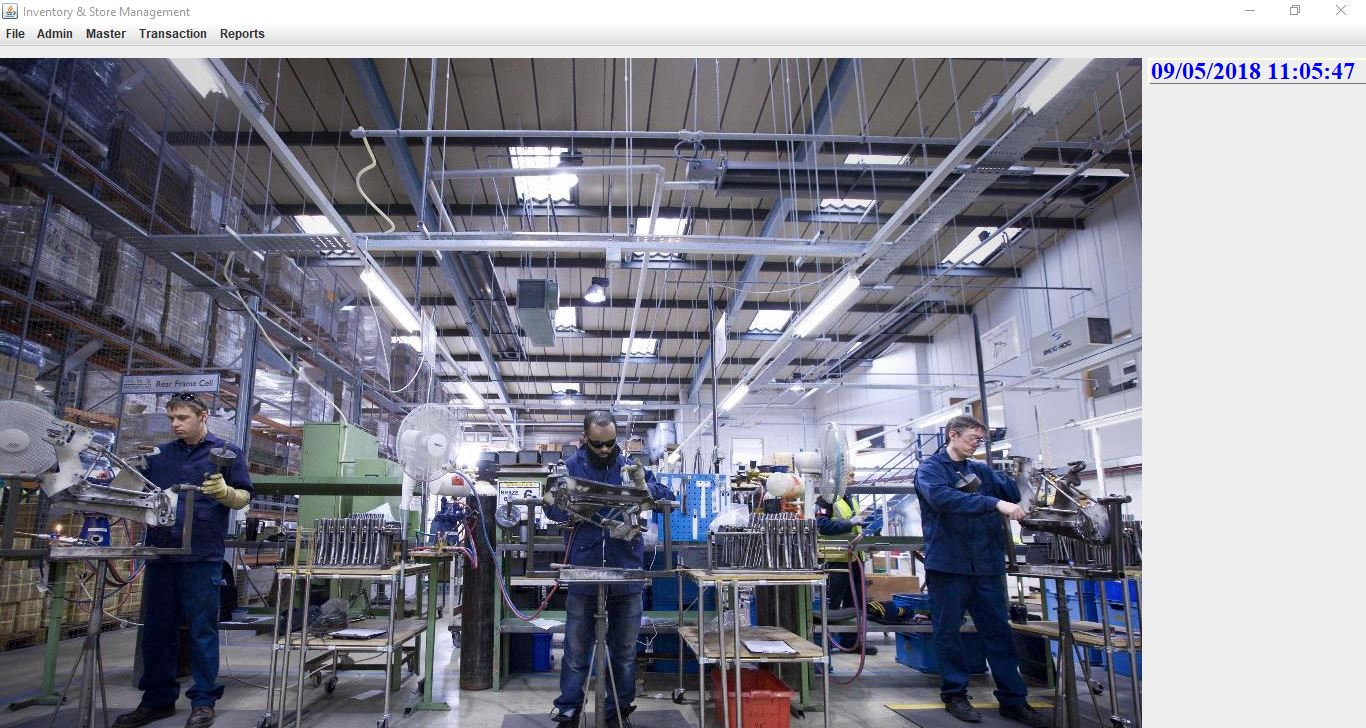 Inventory & Store Management
File Admin Master Transaction Reports
09/05/2018 11:05:47
Rear Frame Cell